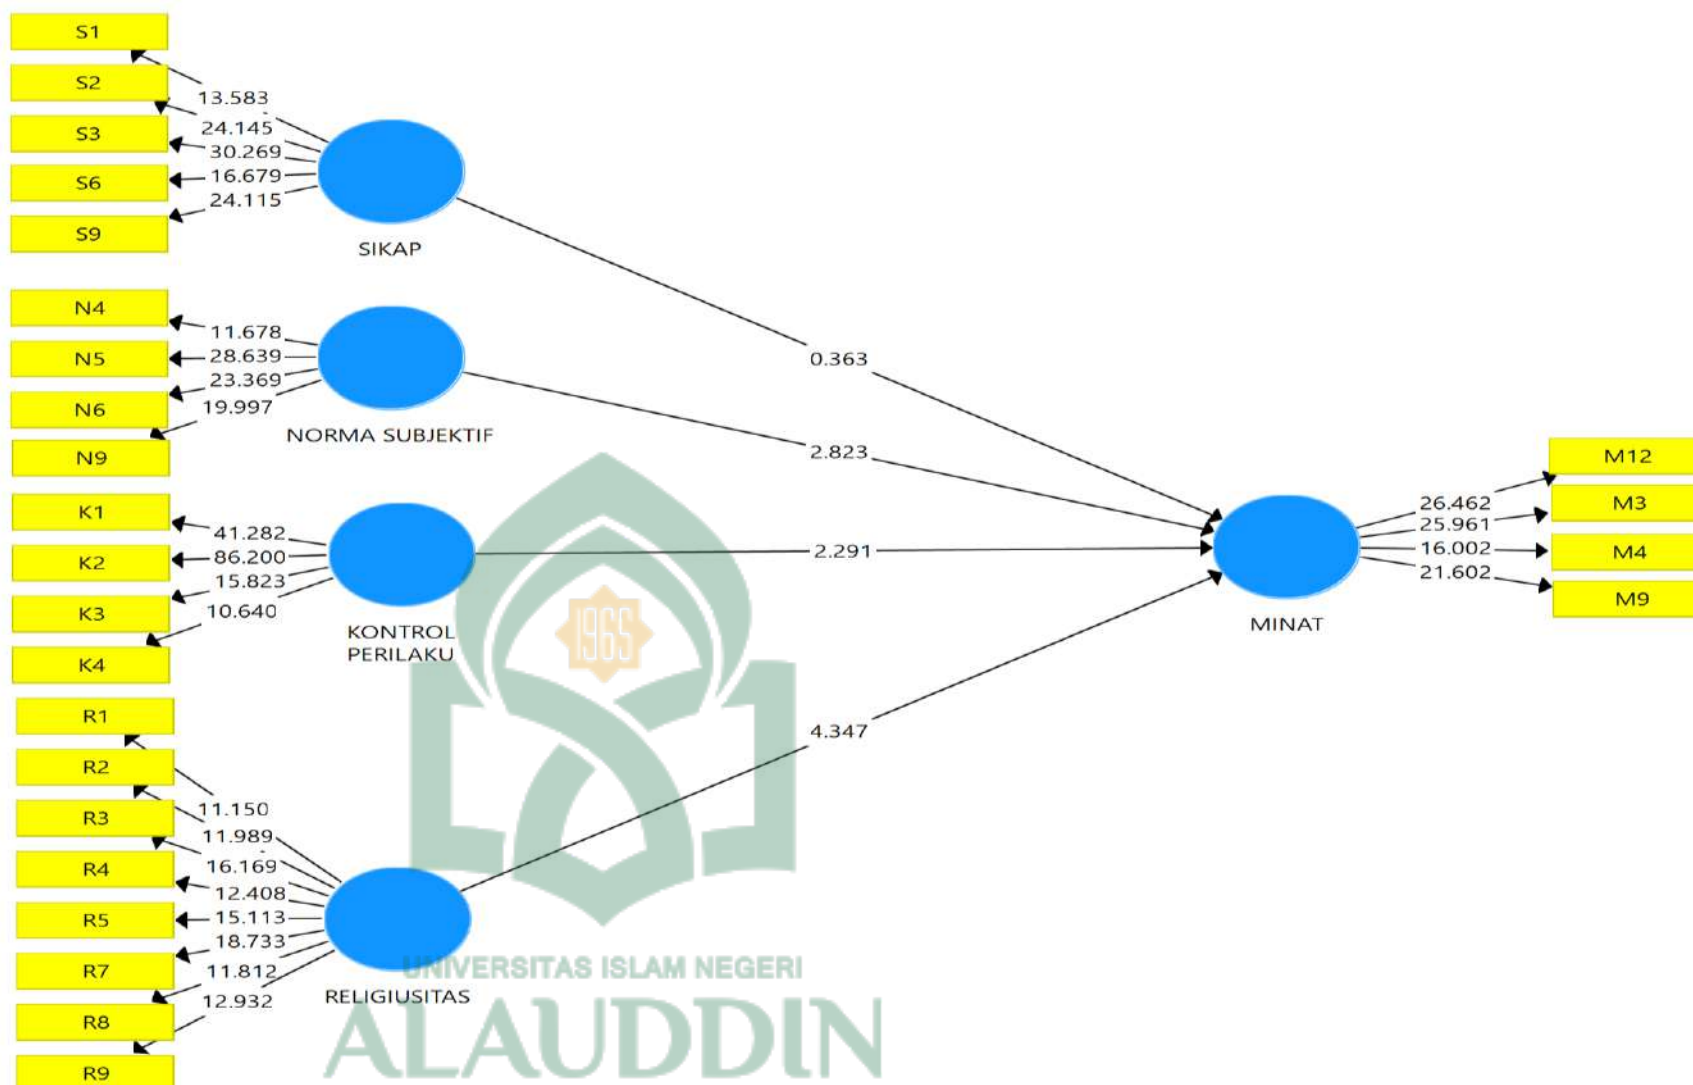 S1
S2
S3
S6
S9
13.583
24.145
30.269
16.679
24.115
SIKAP
N4
N5
N6
N9
11.678
28.639
23.369
19.997
NORMA SUBJEKTIF
K1
K2
K3
K4
41.282
86.200
15.823
10.640
KONTROL
PERILAKU
R1
R2
R3
R4
R5
R7
R8
R9
11.150
11.989
16.169
12.408
15.113
18.733
11.812
12.932
RELIGIUSITAS
0.363
2.823
2.291
4.347
MINAT
26.462
25.961
16.002
21.602
M12
M3
M4
M9
1965
UNIVERSITAS ISLAM NEGERI
ALAUDDIN